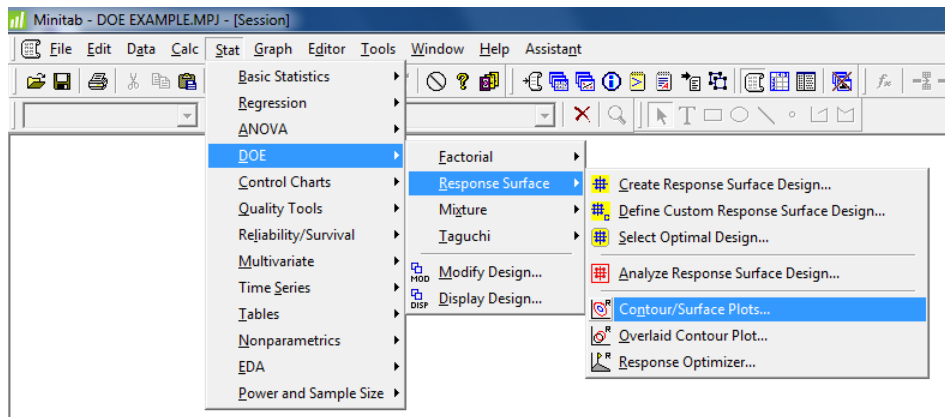 Minitab - DOE EXAMPLE.MPJ - [Session]
File Edit Data Calc Stat Graph Editor Tools Window Help Assistant
Basic Statistics
Regression
ANOVA
DOE
Control Charts
Quality Tools
Reliability/Survival
Multivariate
Time Series
Tables
Nonparametrics
EDA
Power and Sample Size
Factorial
Response Surface
Mixture
Taguchi
MOD Modify Design...
DISP Display Design...
Create Response Surface Design...
Define Custom Response Surface Design...
Select Optimal Design...
Analyze Response Surface Design...
Contour/Surface Plots...
Overlaid Contour Plot...
Response Optimizer...